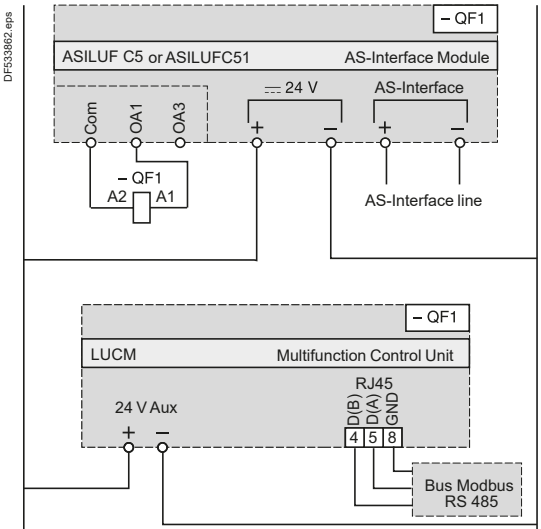 DF533862.eps
– QF1
ASILUF C5 or ASILUFC51 AS-Interface Module
24 V AS-Interface
Com OA1 OA3
+ – + –
– QF1
A2 A1
AS-Interface line
– QF1
LUCM Multifunction Control Unit
RJ45
24 V Aux
D(B) D(A) GND
+ –
4 5 8
Bus Modbus
RS 485